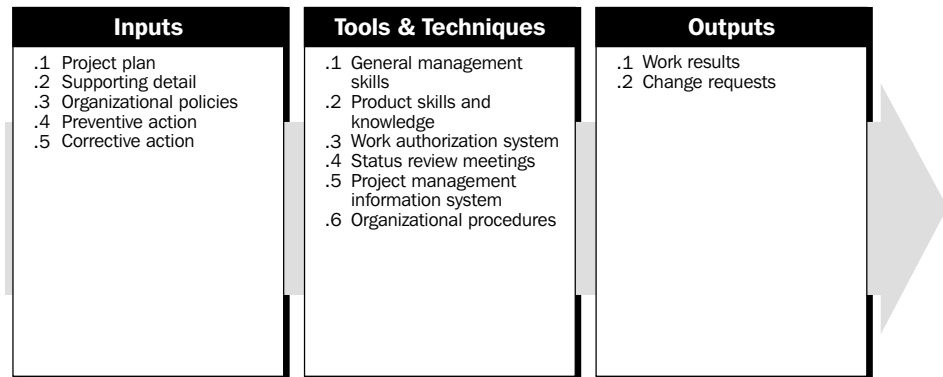 Inputs
.1 Project plan
.2 Supporting detail
.3 Organizational policies
.4 Preventive action
.5 Corrective action
Tools & Techniques
.1 General management
skills
.2 Product skills and
knowledge
.3 Work authorization system
.4 Status review meetings
.5 Project management
information system
.6 Organizational procedures
Outputs
.1 Work results
.2 Change requests